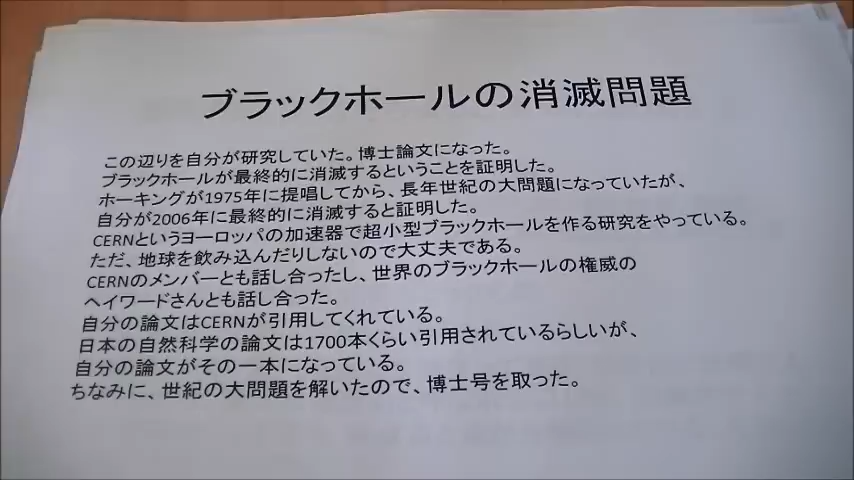 ブラックホールの消滅問題
この辺りを自分が研究していた。博士論文になった。
ブラックホールが最終的に消滅するということを証明した。
ホーキングが1975年に提唱してから、長年世紀の大問題になっていたが、
自分が2006年に最終的に消滅すると証明した。
CERNというヨーロッパの加速器で超小型ブラックホールを作る研究をやっている。
ただ、地球を飲み込んだりしないので大丈夫である。
CERNのメンバーとも話し合ったし、世界のブラックホールの権威の
ヘイワードさんとも話し合った。
自分の論文はCERNが引用してくれている。
日本の自然科学の論文は1700本くらい引用されているらしいが、
自分の論文がその一本になっている。
ちなみに、世紀の大問題を解いたので、博士号を取った。